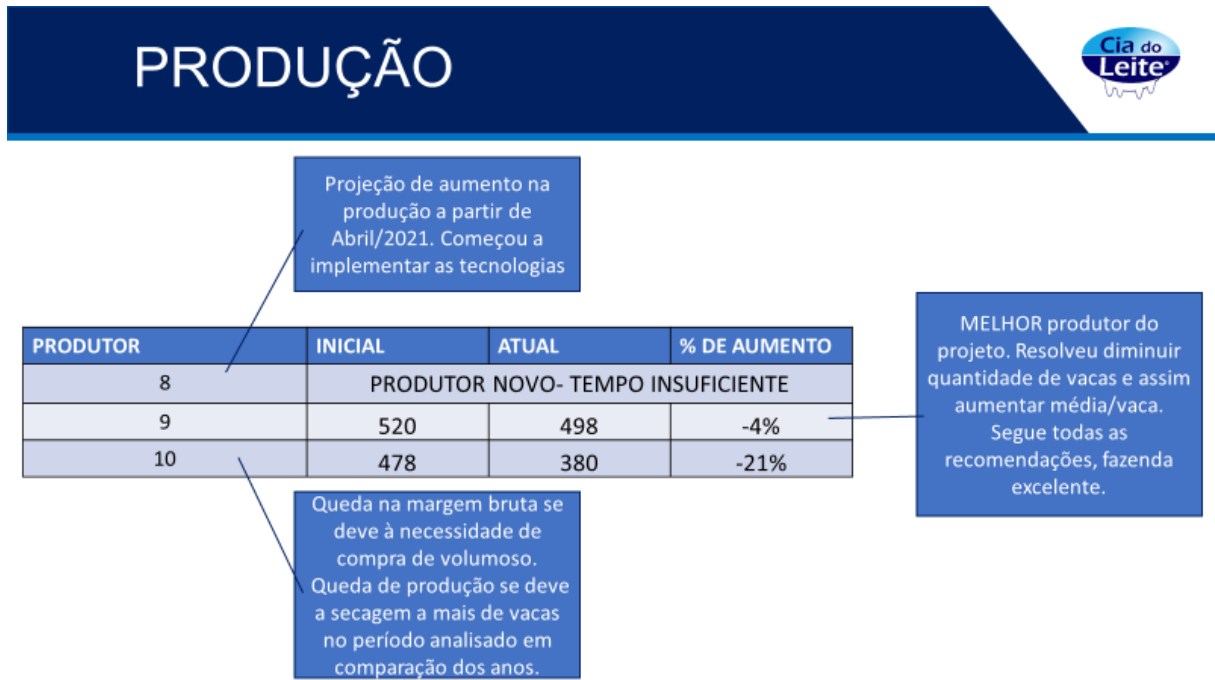 PRODUÇÃO
Cia do
Leite®
Projeção de aumento na
produção a partir de
Abril/2021. Começou a
implementar as tecnologias
PRODUTOR INICIAL ATUAL % DE AUMENTO
8 PRODUTOR NOVO- TEMPO INSUFICIENTE
9 520 498 -4%
10 478 380 -21%
MELHOR produtor do
projeto. Resolveu diminuir
quantidade de vacas e assim
aumentar média/vaca.
Segue todas as
recomendações, fazenda
excelente.
Queda na margem bruta se
deve à necessidade de
compra de volumoso.
Queda de produção se deve
a secagem a mais de vacas
no período analisado em
comparação dos anos.